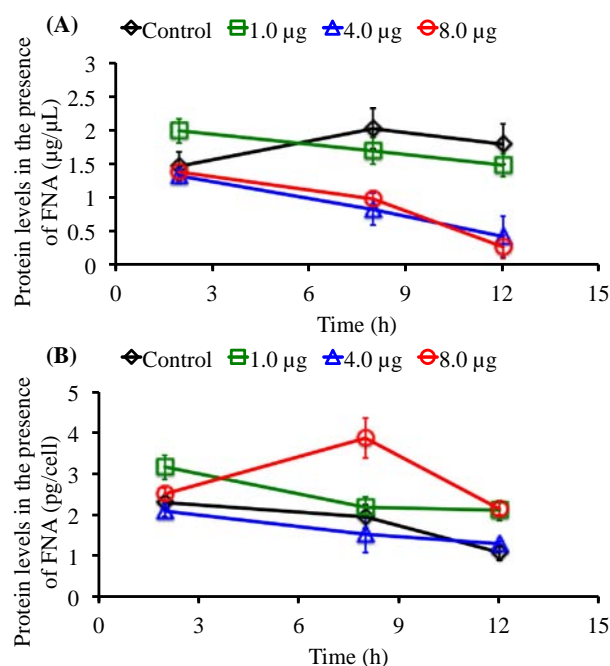 (A) Control 1.0 µg 4.0 µg 8.0 µg
Protein levels in the presence
of FNA (µg/µL)
3
2.5
2
1.5
1
0.5
0
0 3 6 9 12 15
Time (h)
(B) Control 1.0 µg 4.0 µg 8.0 µg
Protein levels in the presence
of FNA (pg/cell)
5
4
3
2
1
0
0 3 6 9 12 15
Time (h)